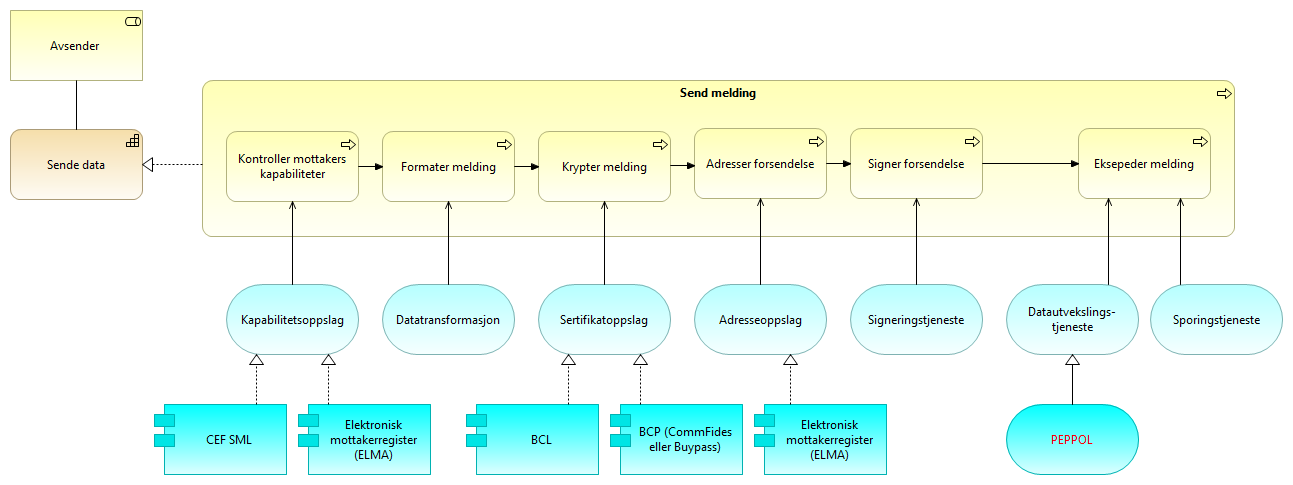 Avsender
Sende data
Send melding
Kontroller mottakers
kapabiliteter
Formater melding
Krypter melding
Adresser forsendelse
Signer forsendelse
Eksepeder melding
Kapabilitetsoppslag
Datatransformasjon
Sertifikatoppslag
Adresseoppslag
Signeringstjeneste
Datautvekslings-
tjeneste
Sporingstjeneste
CEF SML
Elektronisk
mottakerregister
(ELMA)
BCL
BCP (CommFides
eller Buypass)
Elektronisk
mottakerregister
(ELMA)
PEPPOL